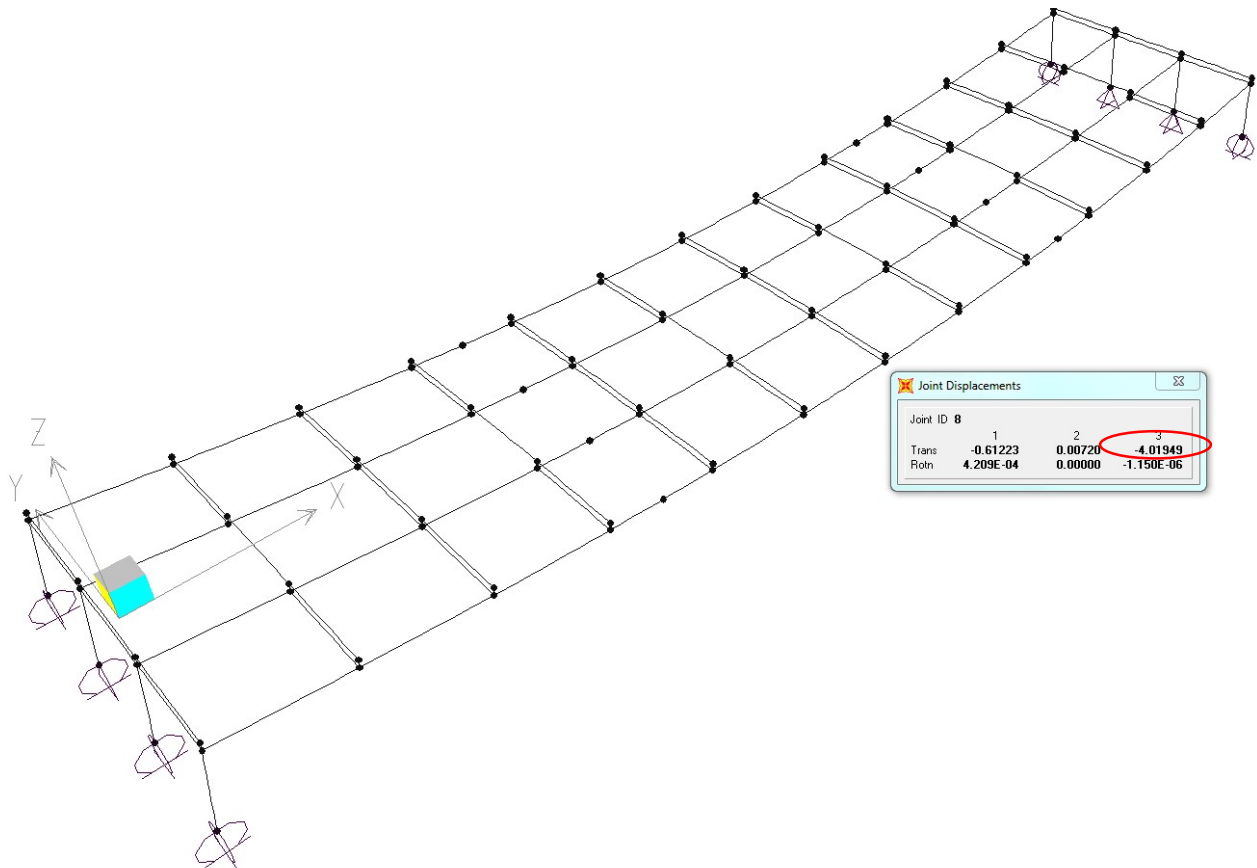 Z
Y
X
Joint Displacements
Joint ID 8
1 2 3
Trans -0.61223 0.00720 -4.01949
Rotn 4.209E-04 0.00000 -1.150E-06